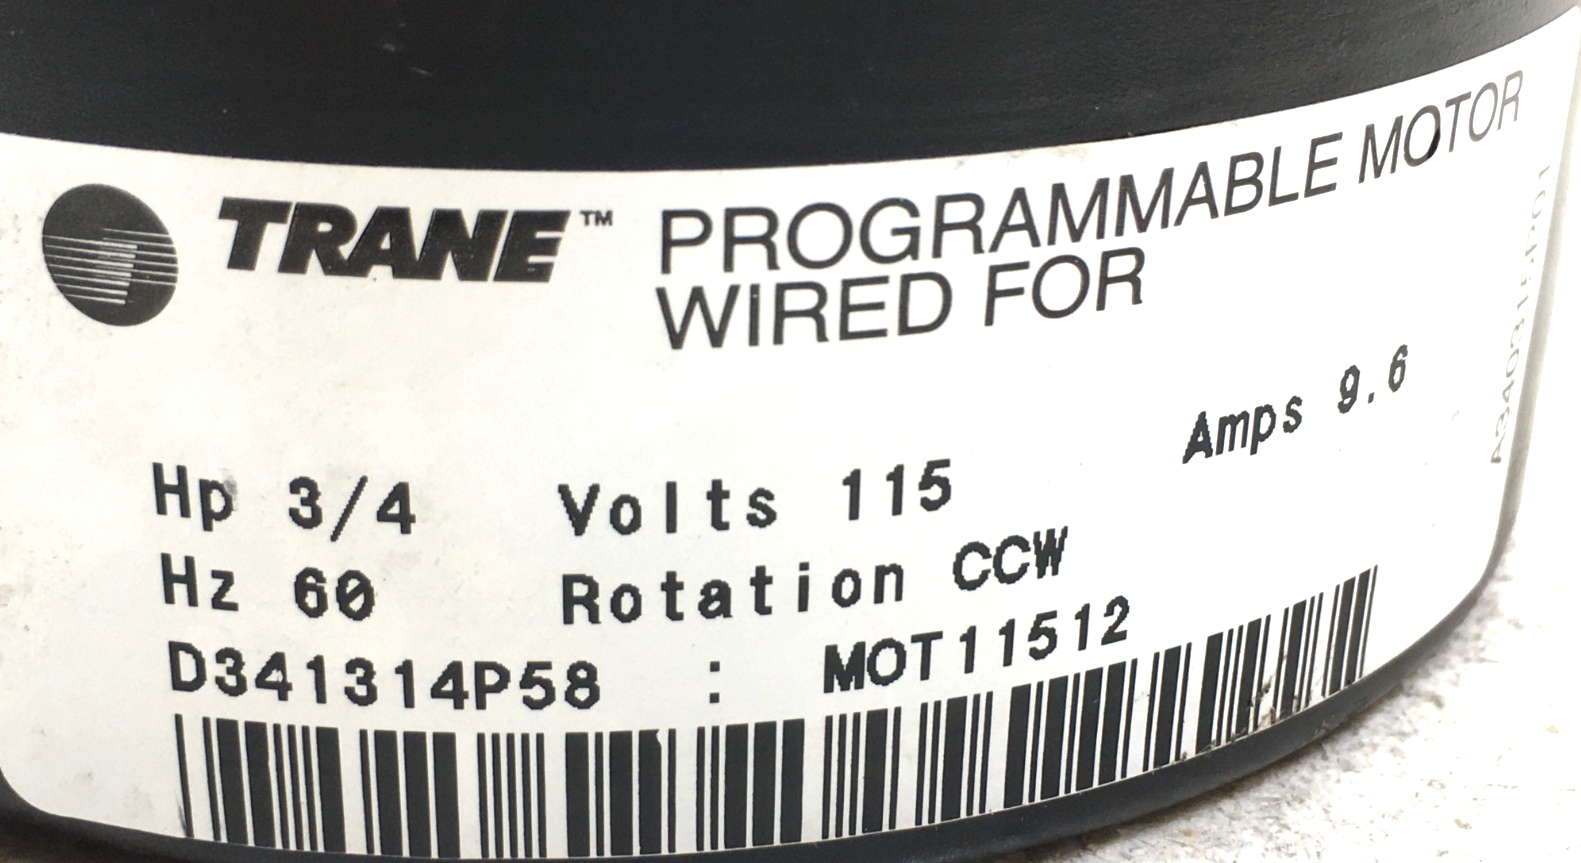 TRANE™ PROGRAMMABLE MOTOR
WIRED FOR
Amps 9.6
Hp 3/4 Volts 115
Hz 60 Rotation CCW
D341314P58 : MOT11512